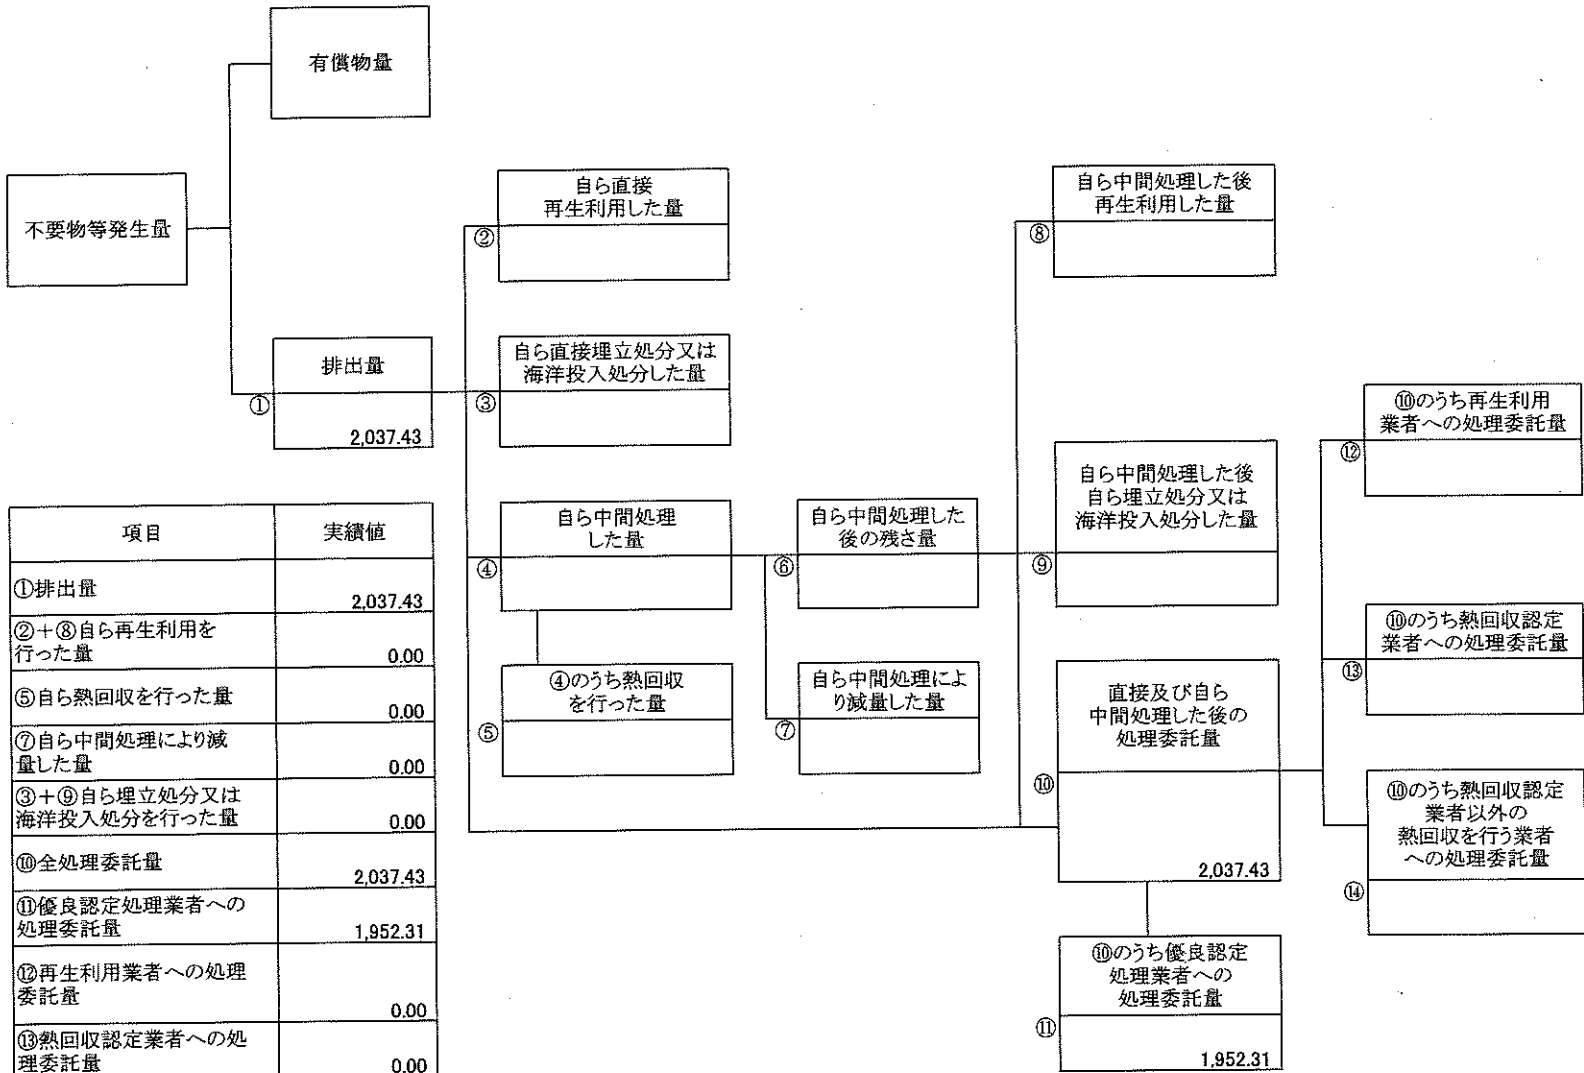 有償物量
不要物等発生量
排出量
①
2,037.43
自ら直接
再生利用した量
②
自ら直接埋立処分又は
海洋投入処分した量
③
自ら中間処理
した量
④
④のうち熱回収
を行った量
⑤
自ら中間処理した
後の残さ量
⑥
自ら中間処理によ
り減量した量
⑦
自ら中間処理した後
再生利用した量
⑧
自ら中間処理した後
自ら埋立処分又は
海洋投入処分した量
⑨
直接及び自ら
中間処理した後の
処理委託量
⑩
2,037.43
⑩のうち優良認定
処理業者への
処理委託量
⑪
1,952.31
⑩のうち再生利用
業者への処理委託量
⑫
⑩のうち熱回収認定
業者への処理委託量
⑬
⑩のうち熱回収認定
業者以外の
熱回収を行う業者
への処理委託量
⑭
項目 実績値
①排出量
2,037.43
②+⑧自ら再生利用を
行った量
0.00
⑤自ら熱回収を行った量
0.00
⑦自ら中間処理により減
量した量
0.00
③+⑨自ら埋立処分又は
海洋投入処分を行った量
0.00
⑩全処理委託量
2,037.43
⑪優良認定処理業者への
処理委託量
1,952.31
⑫再生利用業者への処理
委託量
0.00
⑬熱回収認定業者への処
理委託量
0.00